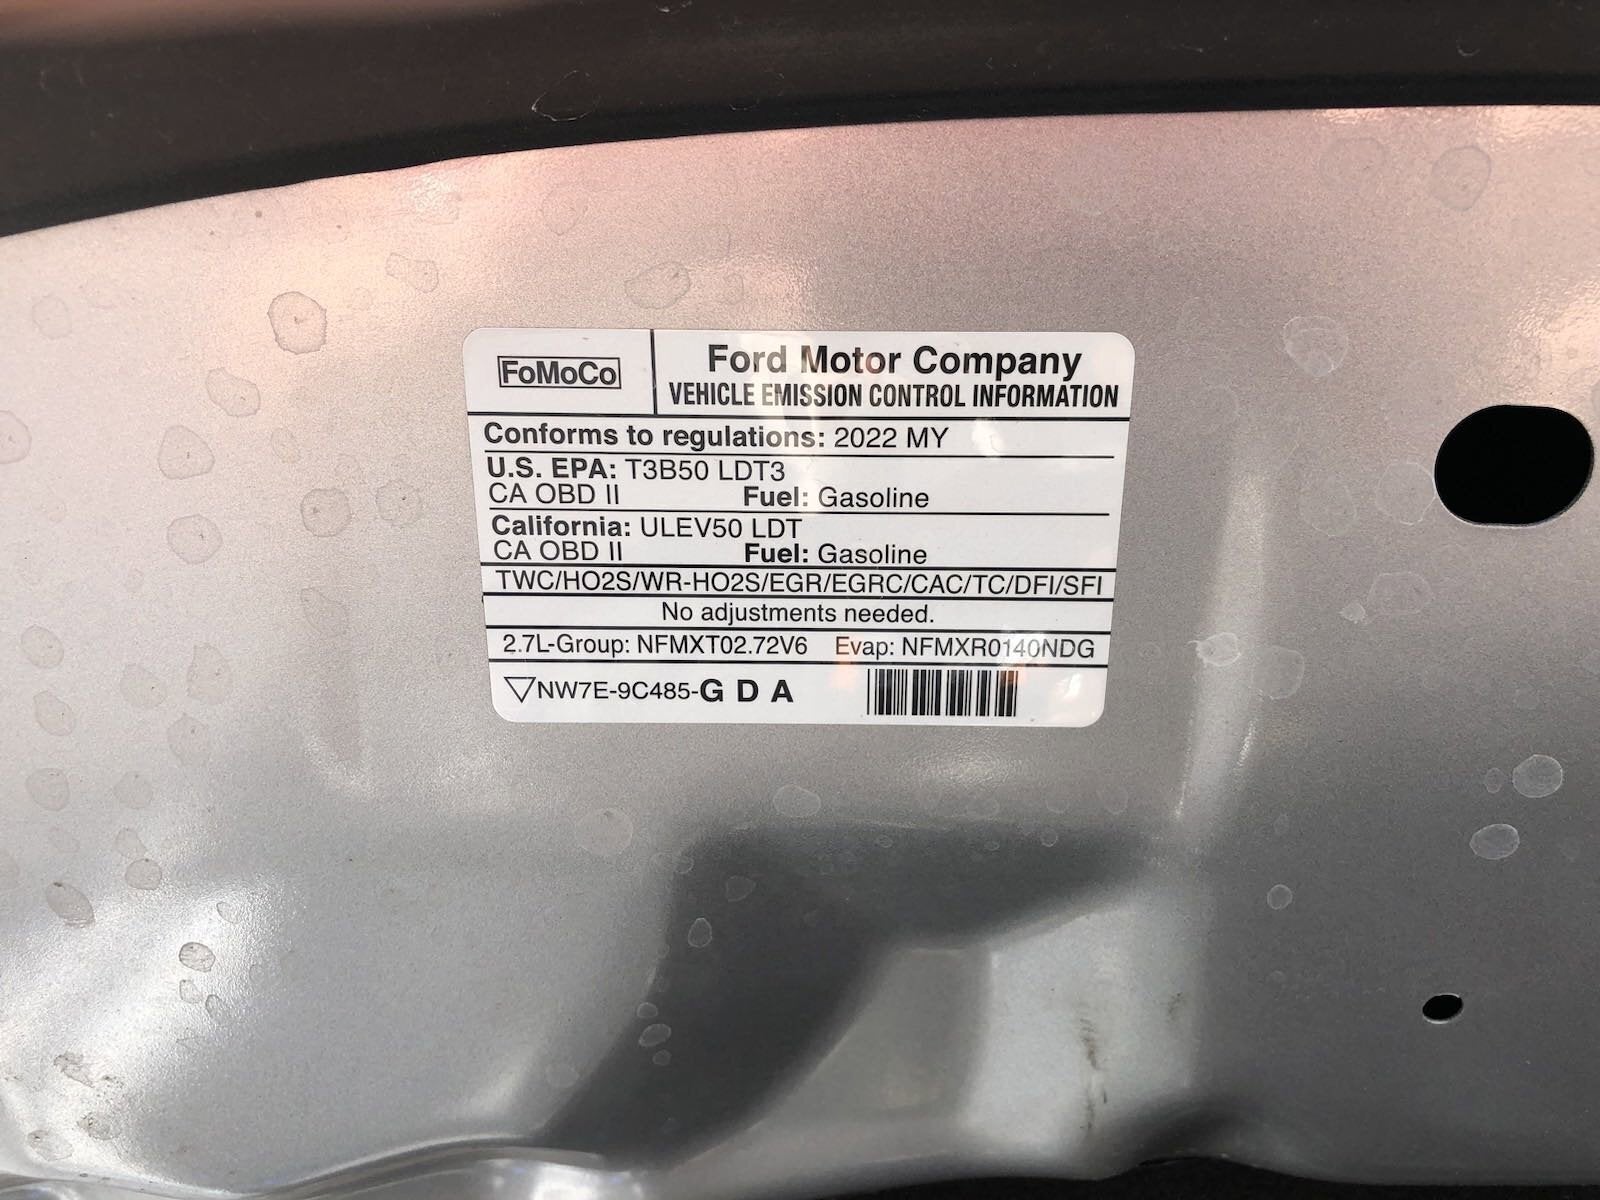 FoMoCo
Ford Motor Company
VEHICLE EMISSION CONTROL INFORMATION
Conforms to regulations: 2022 MY
U.S. EPA: T3B50 LDT3
CA OBD II Fuel: Gasoline
California: ULEV50 LDT
CA OBD II Fuel: Gasoline
TWC/HO2S/WR-HO2S/EGR/EGRC/CAC/TC/DFI/SFI
No adjustments needed.
2.7L-Group: NFMXT02.72V6 Evap: NFMXR0140NDG
NW7E-9C485-G D A